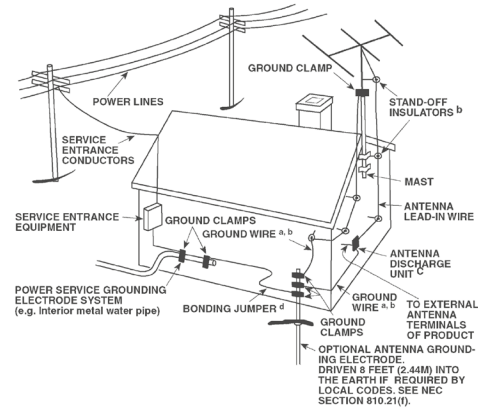 GROUND CLAMP
POWER LINES
STAND-OFF
INSULATORS b
SERVICE
ENTRANCE
CONDUCTORS
MAST
ANTENNA
LEAD-IN WIRE
SERVICE ENTRANCE
EQUIPMENT
GROUND CLAMPS
GROUND WIRE a, b
ANTENNA
DISCHARGE
UNIT C
POWER SERVICE GROUNDING
ELECTRODE SYSTEM
(e.g. Interior metal water pipe)
BONDING JUMPER d
GROUND
WIRE a, b
GROUND
CLAMPS
TO EXTERNAL
ANTENNA
TERMINALS
OF PRODUCT
OPTIONAL ANTENNA GROUND-
ING ELECTRODE.
DRIVEN 8 FEET (2.44M) INTO
THE EARTH IF REQUIRED BY
LOCAL CODES. SEE NEC
SECTION 810.21(f).